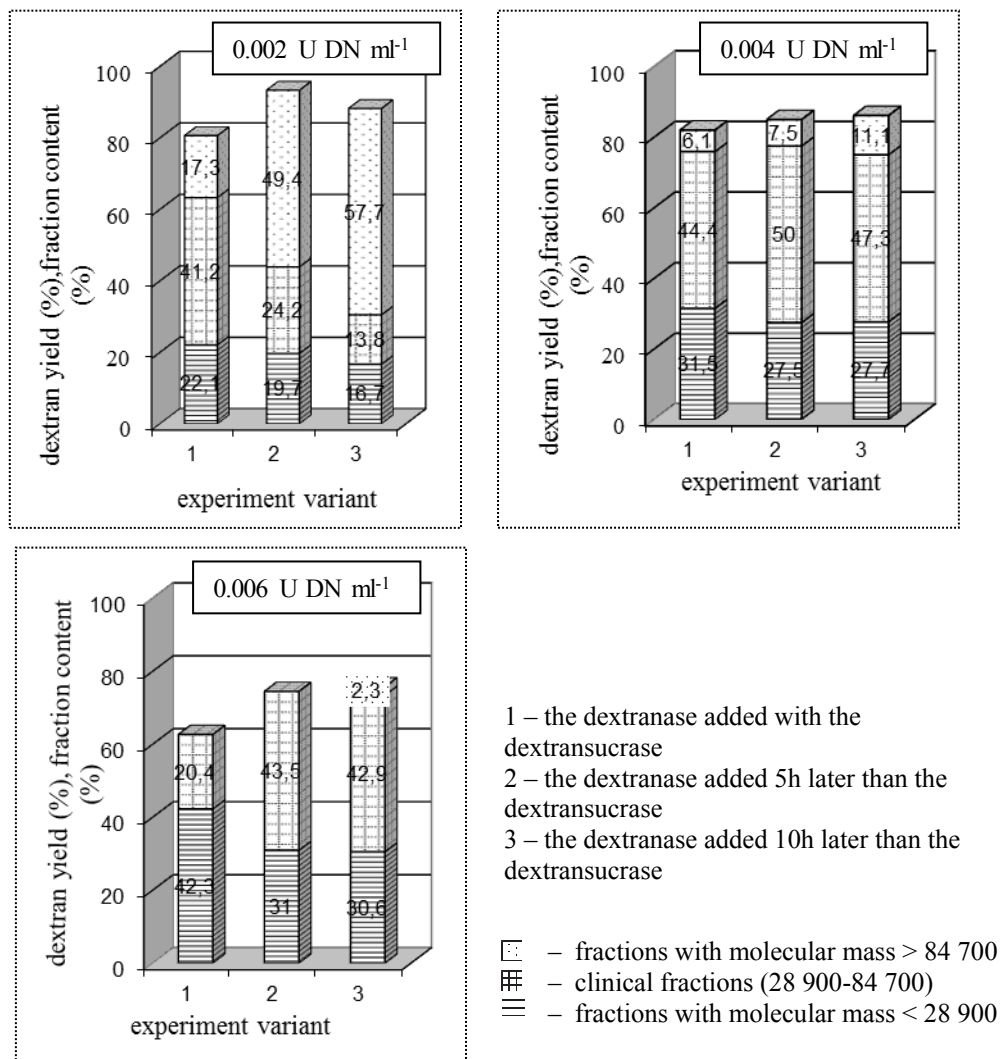 0.002 U DN ml-1
dextran yield (%),fraction content
(%)
100
80
60
40
20
0
17,3
41,2
22,1
49,4
24,2
19,7
57,7
13,8
16,7
1 2 3
experiment variant
0.004 U DN ml-1
dextran yield (%),fraction content
(%)
100
80
60
40
20
0
6,1
44,4
31,5
7,5
50
27,5
11,1
47,3
27,7
1 2 3
experiment variant
0.006 U DN ml-1
dextran yield (%), fraction content
(%)
100
80
60
40
20
0
20,4
42,3
43,5
31
2,3
42,9
30,6
1 2 3
experiment variant
1 – the dextranase added with the
dextransucrase
2 – the dextranase added 5h later than the
dextransucrase
3 – the dextranase added 10h later than the
dextransucrase
– fractions with molecular mass > 84 700
– clinical fractions (28 900-84 700)
– fractions with molecular mass < 28 900